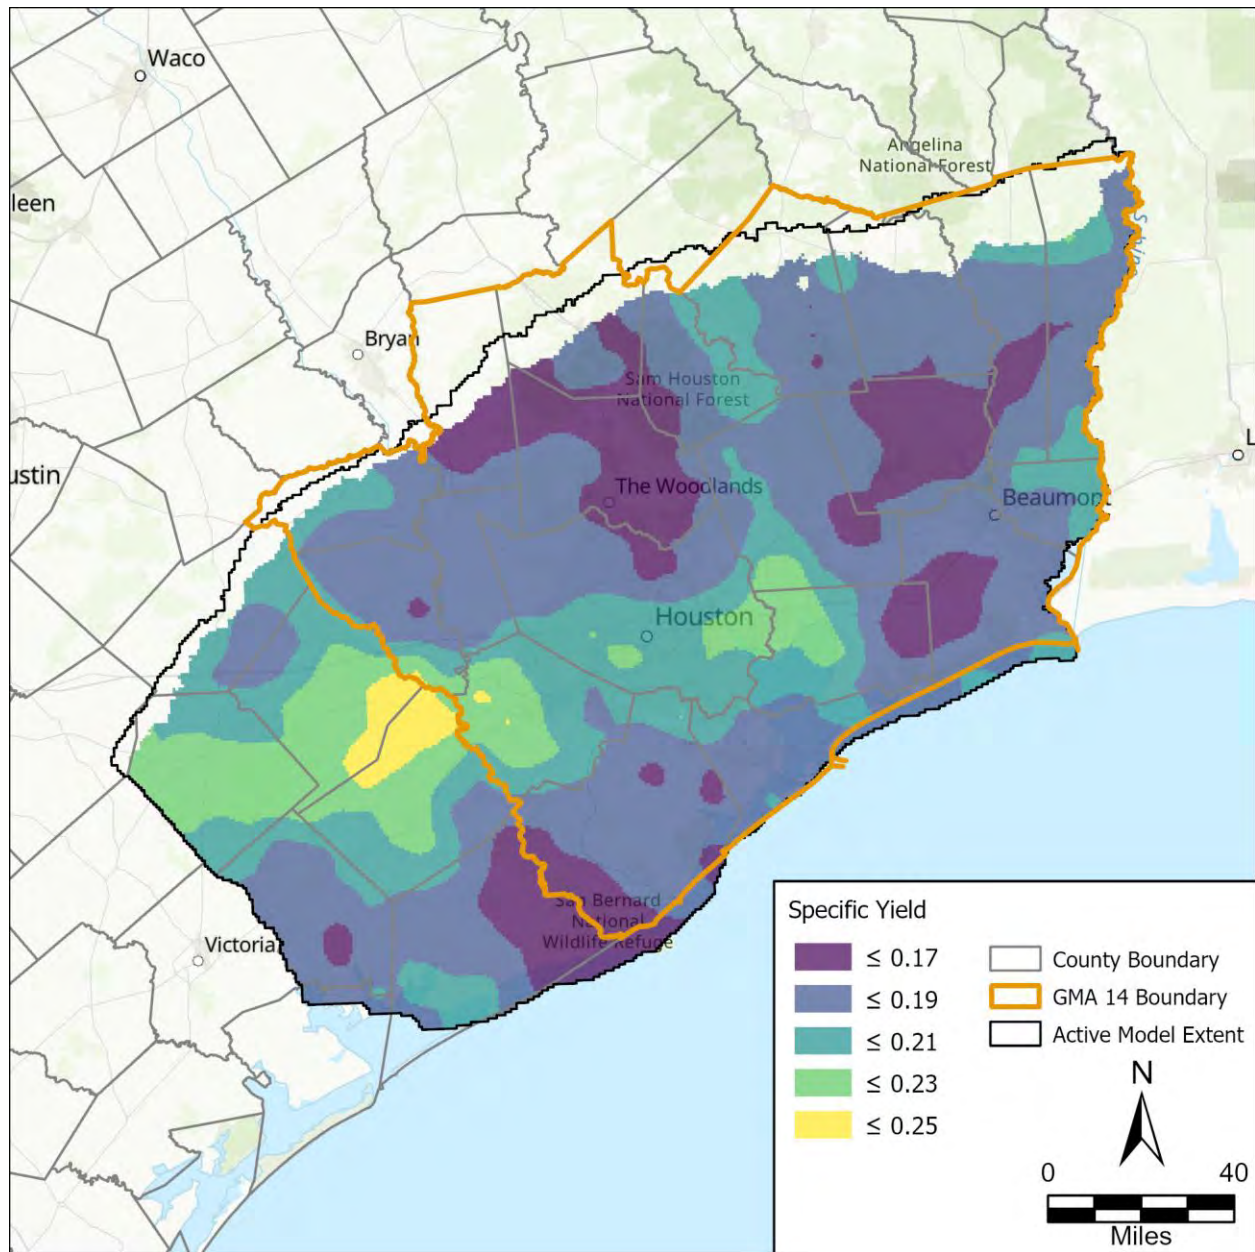 Waco
Angelina
National Forest
leen
Bryan
Sam Houston
National Forest
ustin
L
The Woodlands
Beaumont
Houston
San Bernard
National
Wildlife Refuge
Victoria
Specific Yield
≤ 0.17
≤ 0.19
≤ 0.21
≤ 0.23
≤ 0.25
County Boundary
GMA 14 Boundary
Active Model Extent
N
0 40
Miles